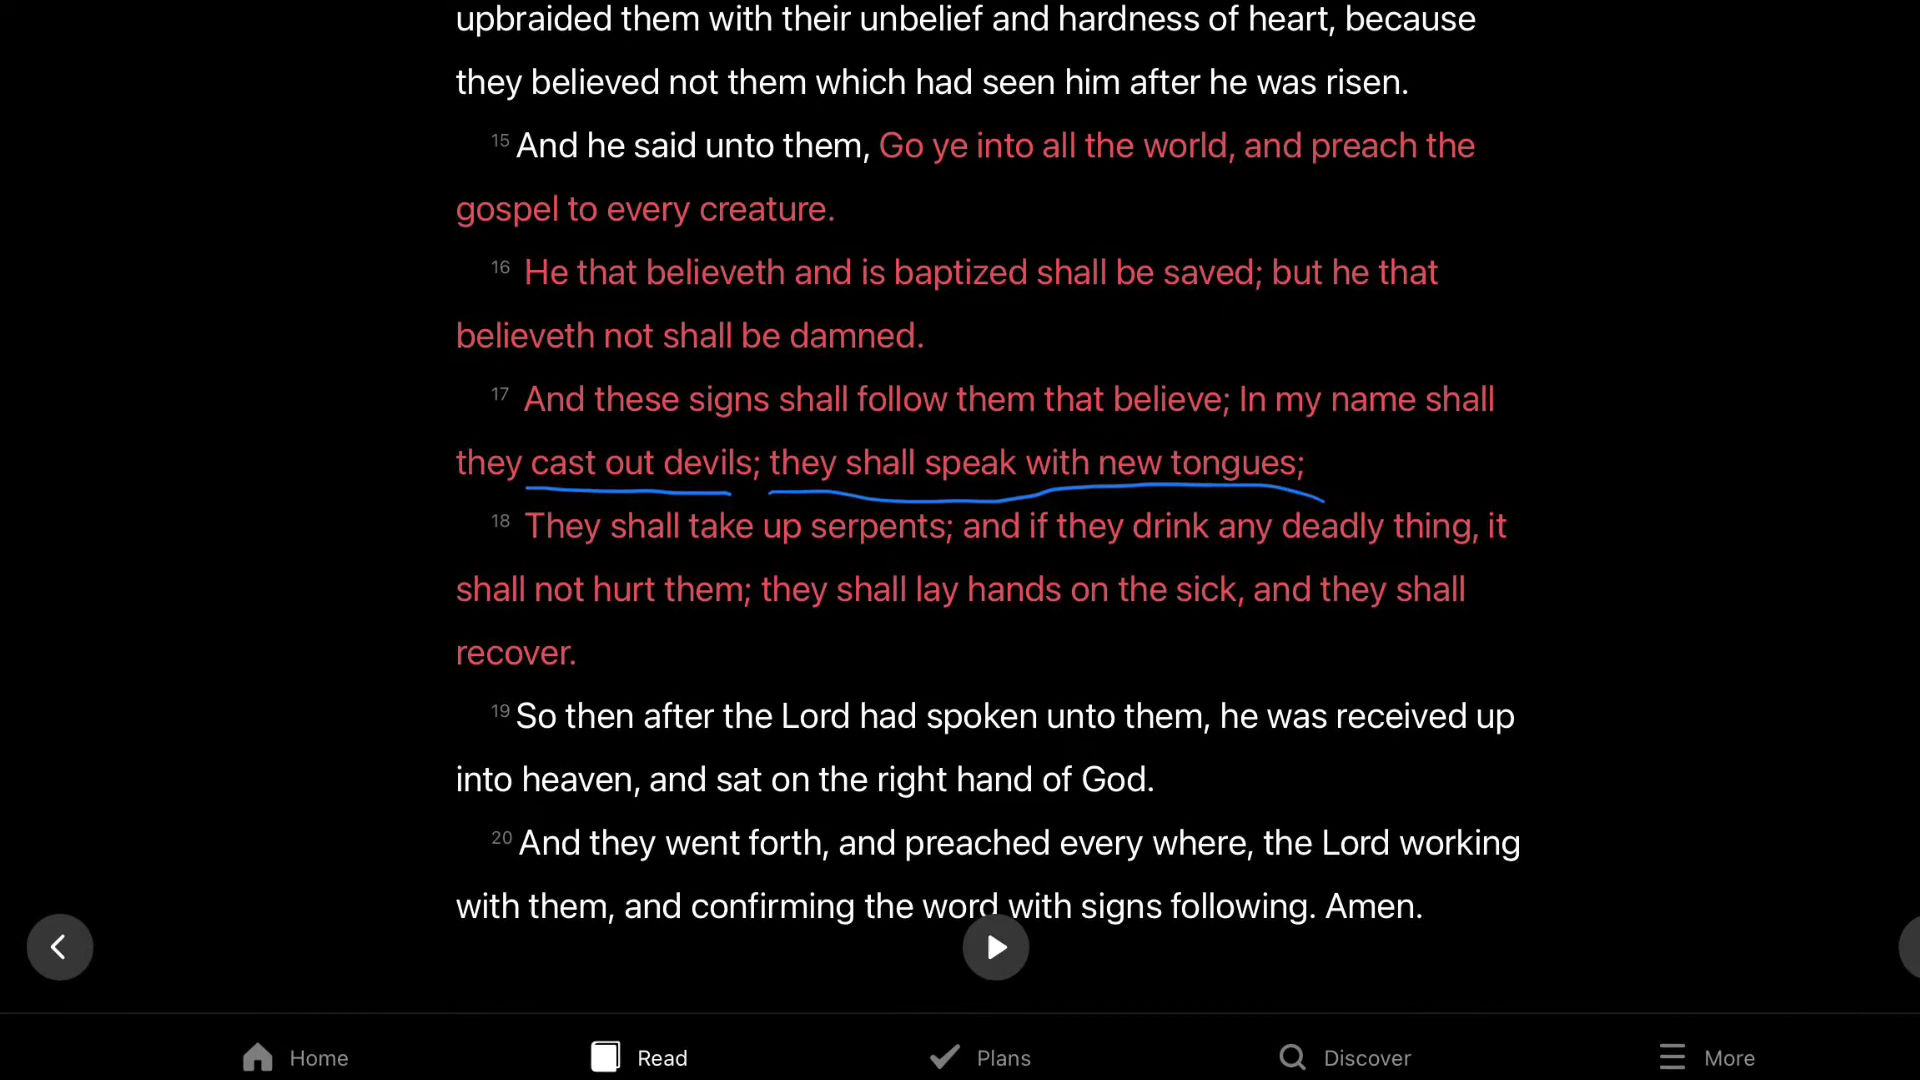 upbraided them with their unbelief and hardness of heart, because
they believed not them which had seen him after he was risen.
15 And he said unto them, Go ye into all the world, and preach the
gospel to every creature.
16 He that believeth and is baptized shall be saved; but he that
believeth not shall be damned.
17 And these signs shall follow them that believe; In my name shall
they cast out devils; they shall speak with new tongues;
18 They shall take up serpents; and if they drink any deadly thing, it
shall not hurt them; they shall lay hands on the sick, and they shall
recover.
19 So then after the Lord had spoken unto them, he was received up
into heaven, and sat on the right hand of God.
20 And they went forth, and preached every where, the Lord working
with them, and confirming the word with signs following. Amen.
Home Read Plans Discover More